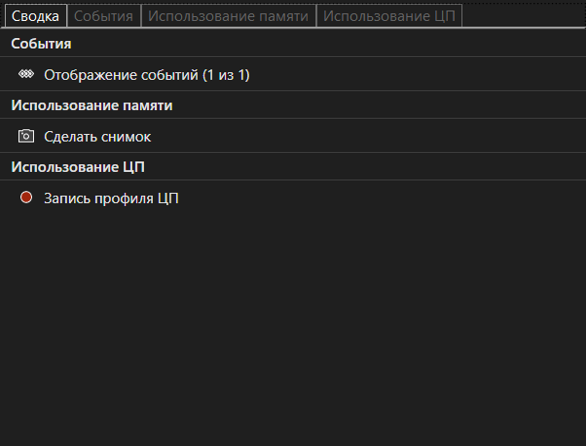 Сводка События Использование памяти Использование ЦП
События
Отображение событий (1 из 1)
Использование памяти
Сделать снимок
Использование ЦП
Запись профиля ЦП